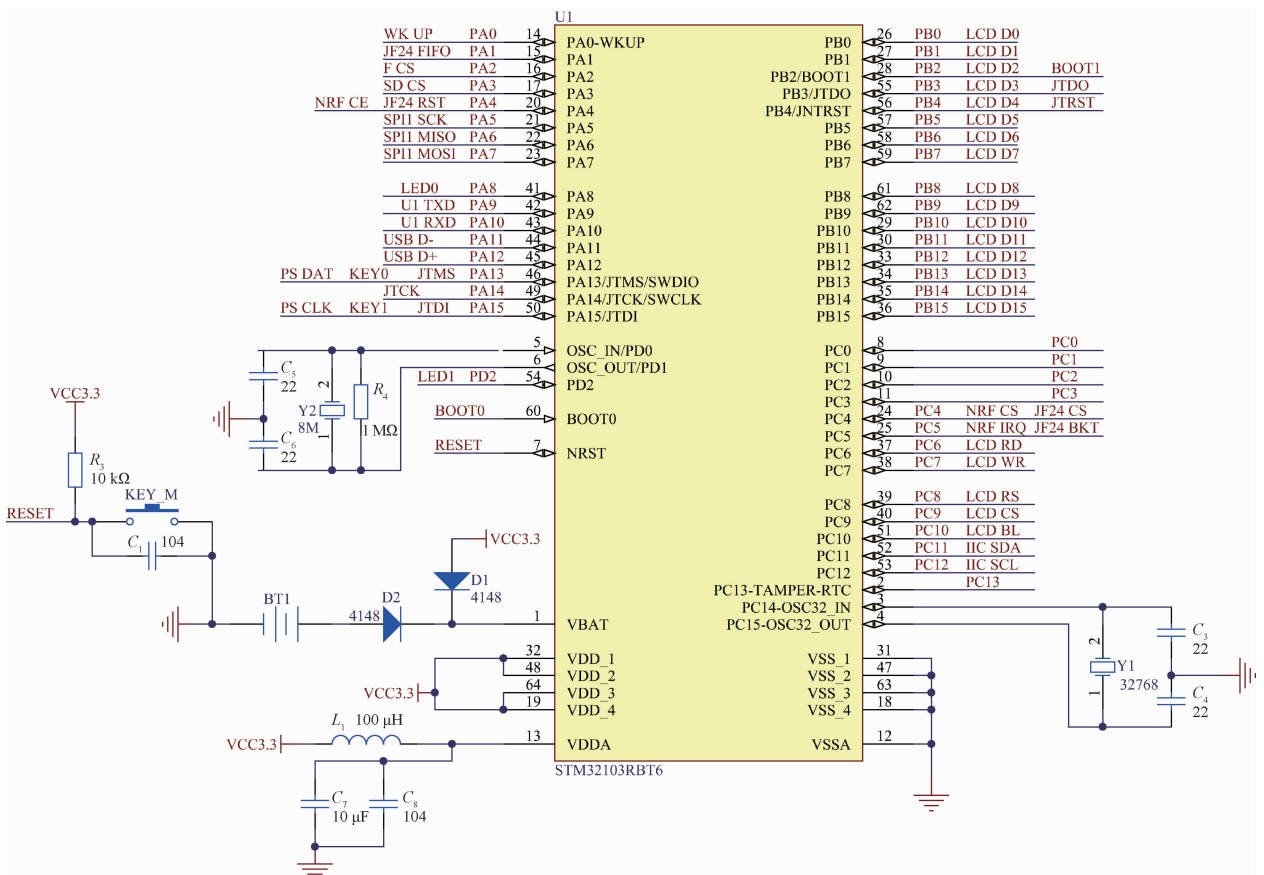 U1
WK UP PA0 14 PA0-WKUP PB0 26 PB0 LCD D0
JF24 FIFO PA1 15 PA1 PB1 27 PB1 LCD D1
F CS PA2 16 PA2 PB2/BOOT1 28 PB2 LCD D2 BOOT1
SD CS PA3 17 PA3 PB3/JTDO 55 PB3 LCD D3 JTDO
NRF CE JF24 RST PA4 20 PA4 PB4/JNTRST 56 PB4 LCD D4 JTRST
SPI1 SCK PA5 21 PA5 PB5 57 PB5 LCD D5
SPI1 MISO PA6 22 PA6 PB6 58 PB6 LCD D6
SPI1 MOSI PA7 23 PA7 PB7 59 PB7 LCD D7
LED0 PA8 41 PA8 PB8 61 PB8 LCD D8
U1 TXD PA9 42 PA9 PB9 62 PB9 LCD D9
U1 RXD PA10 43 PA10 PB10 29 PB10 LCD D10
USB D- PA11 44 PA11 PB11 30 PB11 LCD D11
USB D+ PA12 45 PA12 PB12 33 PB12 LCD D12
PS DAT KEY0 JTMS PA13 46 PA13/JTMS/SWDIO PB13 34 PB13 LCD D13
JTCK PA14 49 PA14/JTCK/SWCLK PB14 35 PB14 LCD D14
PS CLK KEY1 JTDI PA15 50 PA15/JTDI PB15 36 PB15 LCD D15
5 OSC_IN/PD0 PC0 8 PC0
6 OSC_OUT/PD1 PC1 9 PC1
LED1 PD2 54 PD2 PC2 10 PC2
PC3 11 PC3
BOOT0 60 BOOT0 PC4 24 PC4 NRF CS JF24 CS
PC5 25 PC5 NRF IRQ JF24 BKT
RESET 7 NRST PC6 37 PC6 LCD RD
PC7 38 PC7 LCD WR
PC8 39 PC8 LCD RS
PC9 40 PC9 LCD CS
PC10 51 PC10 LCD BL
PC11 52 PC11 IIC SDA
PC12 53 PC12 IIC SCL
PC13-TAMPER-RTC 2 PC13
PC14-OSC32_IN 3
1 VBAT PC15-OSC32_OUT 4
32 VDD_1 VSS_1 31
48 VDD_2 VSS_2 47
64 VDD_3 VSS_3 63
19 VDD_4 VSS_4 18
13 VDDA VSSA 12
STM32103RBT6
C5
22
C6
22
2
Y2
8M
1
R4
1 MΩ
VCC3.3
R3
10 kΩ
KEY_M
RESET
C1 104
VCC3.3
D1
4148
BT1
4148 D2
VCC3.3
L1 100 μH
VCC3.3
C7
10 μF
C8
104
2
Y1
32768
1
C3
22
C4
22